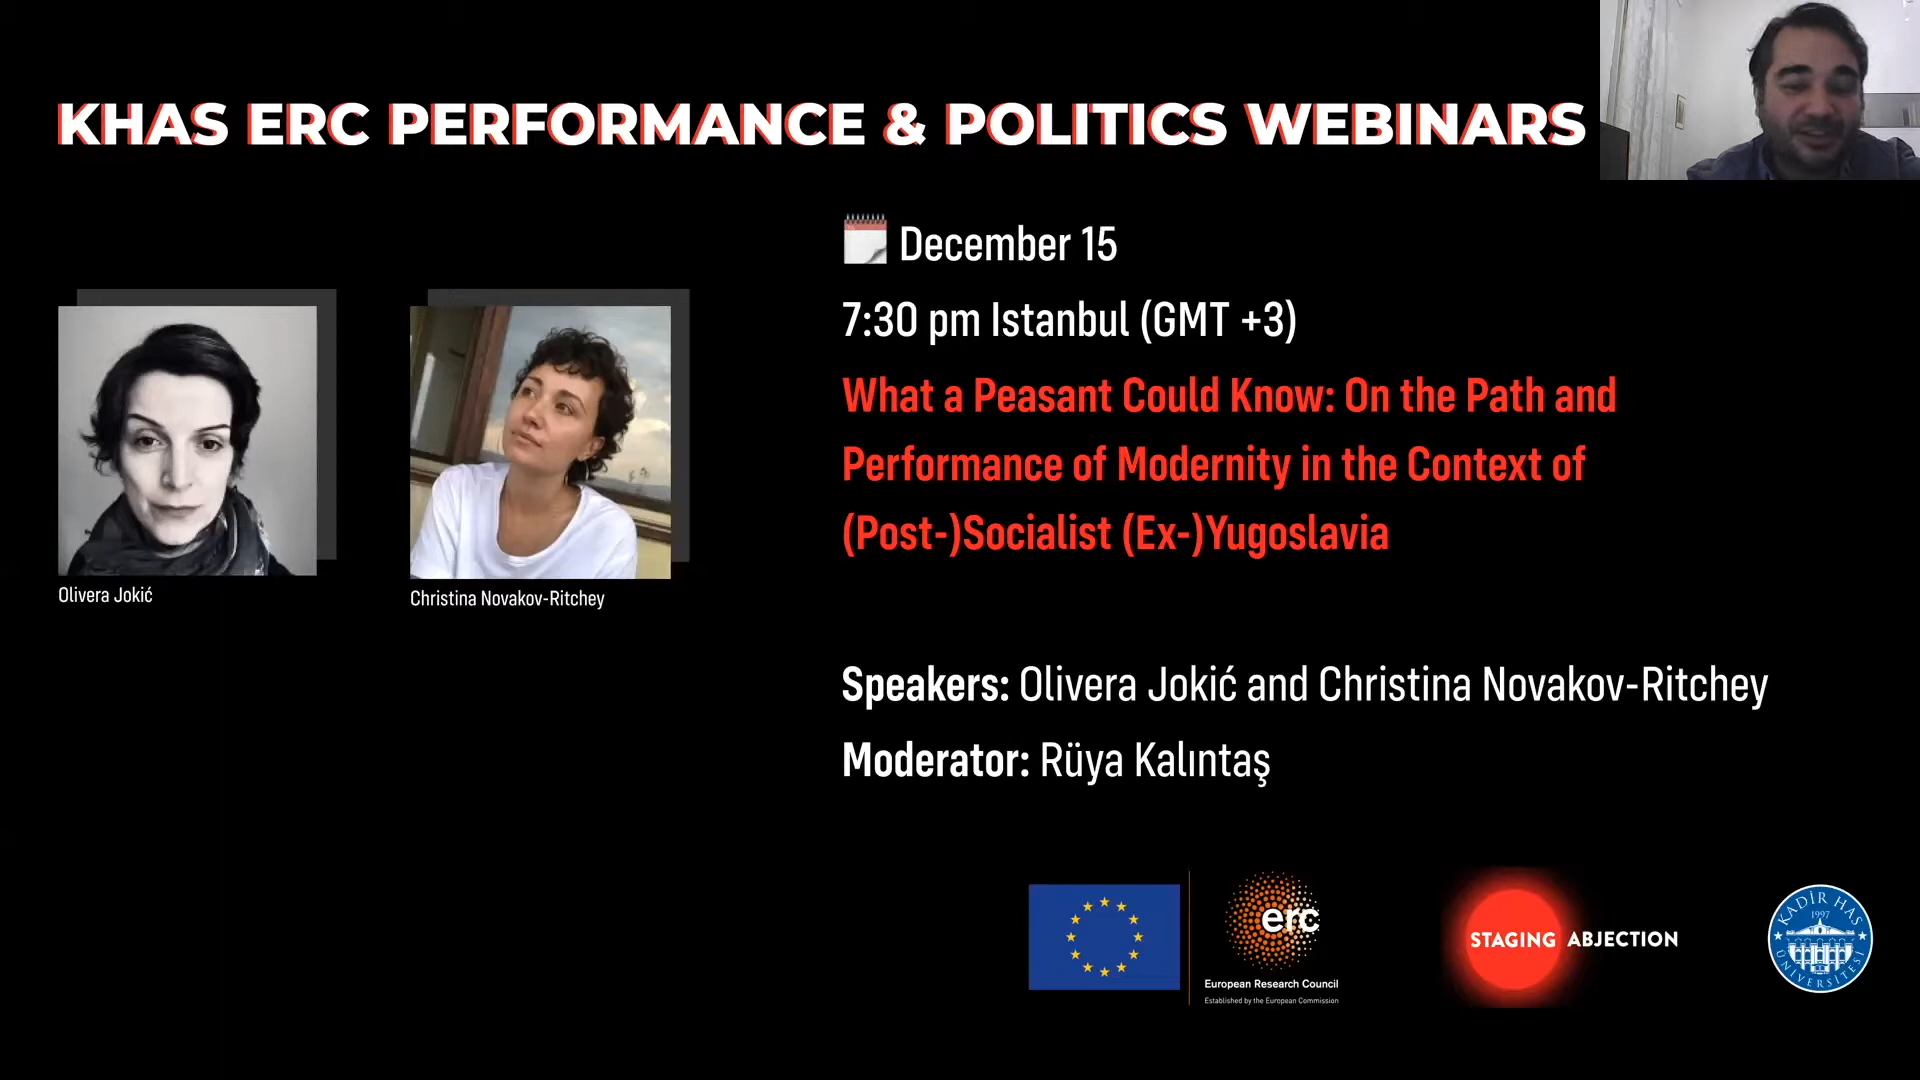 KHAS ERC PERFORMANCE & POLITICS WEBINARS
December 15
7:30 pm Istanbul (GMT +3)
What a Peasant Could Know: On the Path and
Performance of Modernity in the Context of
(Post-)Socialist (Ex-)Yugoslavia
Olivera Jokić
Christina Novakov-Ritchey
Speakers: Olivera Jokić and Christina Novakov-Ritchey
Moderator: Rüya Kalıntaş
erc
European Research Council
Established by the European Commission
STAGING ABJECTION
KADİR HAS
1997
ÜNİVERSİTESİ